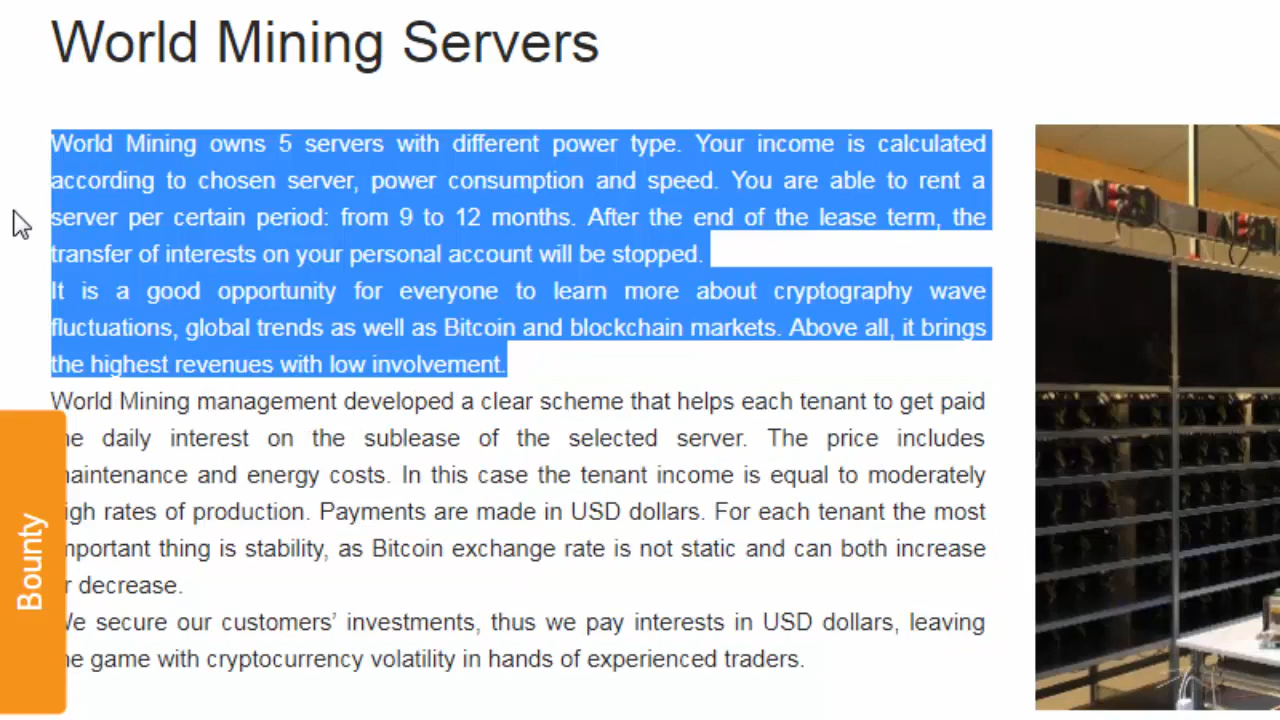 World Mining Servers
World Mining owns 5 servers with different power type. Your income is calculated
according to chosen server, power consumption and speed. You are able to rent a
server per certain period: from 9 to 12 months. After the end of the lease term, the
transfer of interests on your personal account will be stopped.
It is a good opportunity for everyone to learn more about cryptography wave
fluctuations, global trends as well as Bitcoin and blockchain markets. Above all, it brings
the highest revenues with low involvement.
World Mining management developed a clear scheme that helps each tenant to get paid
he daily interest on the sublease of the selected server. The price includes
aintenance and energy costs. In this case the tenant income is equal to moderately
igh rates of production. Payments are made in USD dollars. For each tenant the most
mportant thing is stability, as Bitcoin exchange rate is not static and can both increase
r decrease.
We secure our customers' investments, thus we pay interests in USD dollars, leaving
he game with cryptocurrency volatility in hands of experienced traders.
Bounty